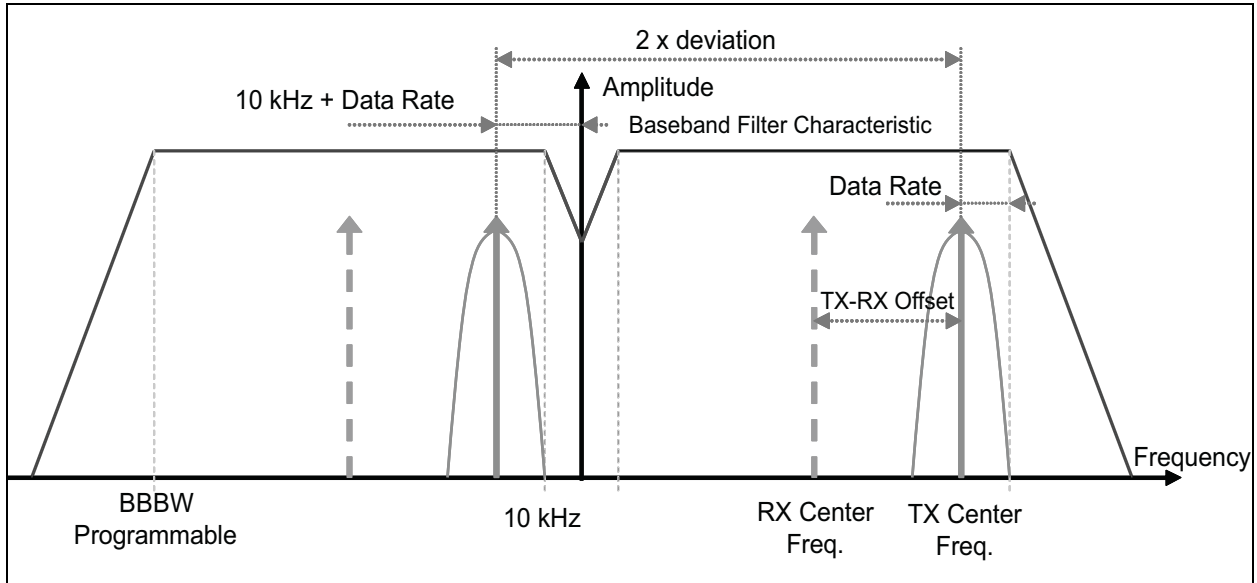 2 x deviation
Amplitude
10 kHz + Data Rate
Baseband Filter Characteristic
Data Rate
TX-RX Offset
Frequency
BBBW
Programmable
10 kHz
RX Center
Freq.
TX Center
Freq.